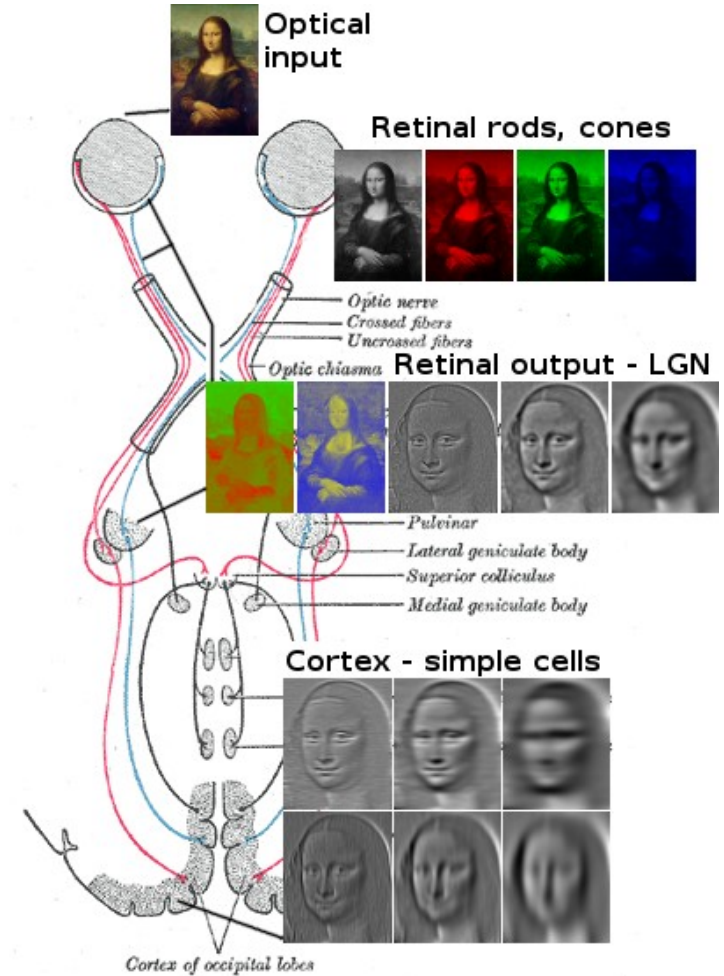 Optical
input
Retinal rods, cones
Optic nerve
Crossed fibers
Uncrossed fibers
Optic chiasma
Retinal output - LGN
Pulvinar
Lateral geniculate body
Superior colliculus
Medial geniculate body
Cortex - simple cells
Cortex of occipital lobes